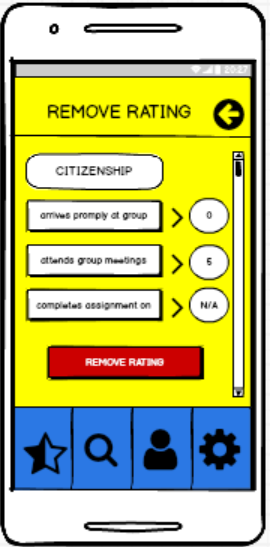 20:27
REMOVE RATING
CITIZENSHIP
arrives promply at group
0
attends group meetings
5
completes assignment on
N/A
REMOVE RATING